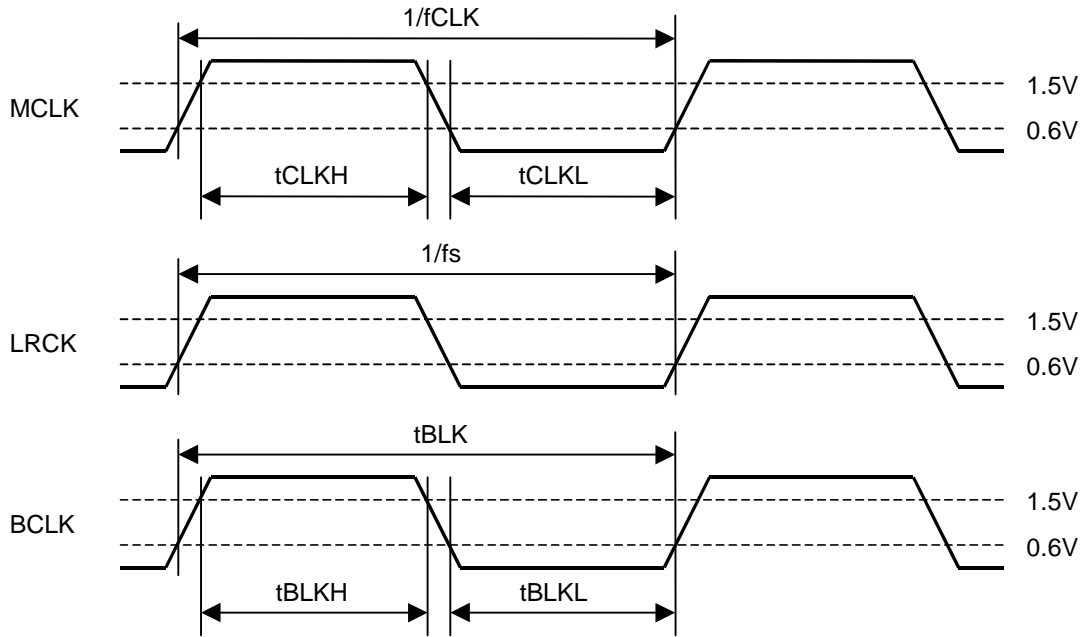 1/fCLK
1.5V
MCLK
0.6V
tCLKH
tCLKL
1/fs
1.5V
LRCK
0.6V
tBLK
1.5V
BCLK
0.6V
tBLKH
tBLKL